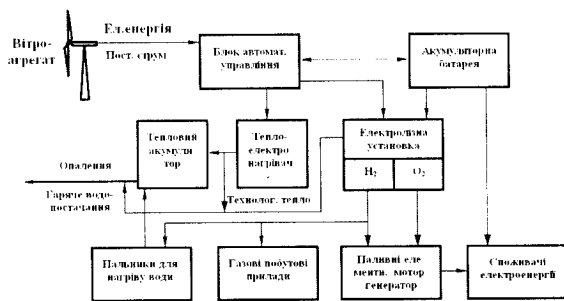 Вітро-
агрегат
Ел.енергія
Пост. струм
Блок автомат.
управління
Акумуляторна
батарея
Тепловий
акумуля
тор
Тепло-
електро
нагрівач
Електролізна
установка
H₂
O₂
Опалення
Гаряче водо-
постачання
Технолог. тепло
Пальники для
нагріву води
Газові побутові
прилади
Паливні еле
менти. мотор
генератор
Споживачі
електроенергії